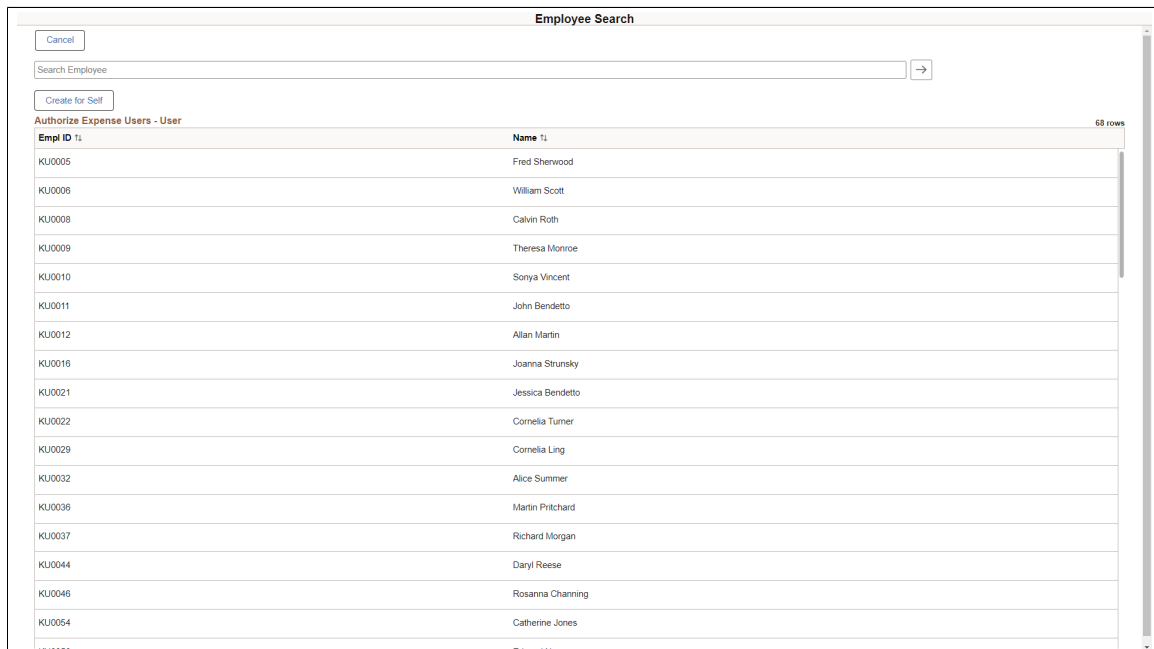 Employee Search
Cancel
Search Employee
Create for Self
Authorize Expense Users - User
68 rows
Empl ID Name
KU0005 Fred Sherwood
KU0006 William Scott
KU0008 Calvin Roth
KU0009 Theresa Monroe
KU0010 Sonya Vincent
KU0011 John Bendetto
KU0012 Allan Martin
KU0016 Joanna Strunsky
KU0021 Jessica Bendetto
KU0022 Cornelia Turner
KU0029 Cornelia Ling
KU0032 Alice Summer
KU0036 Martin Pritchard
KU0037 Richard Morgan
KU0044 Daryl Reese
KU0046 Rosanna Channing
KU0054 Catherine Jones